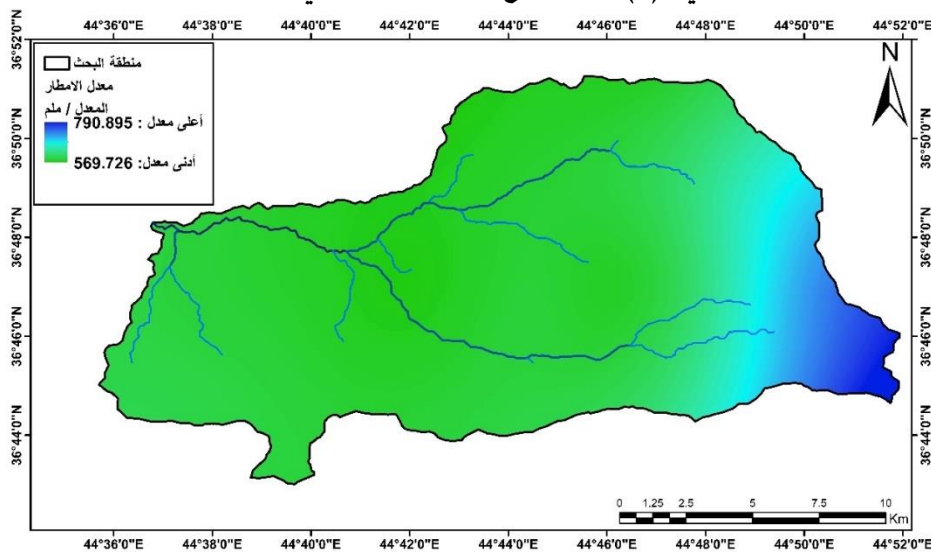 (
44°36'0"E 44°38'0"E 44°40'0"E 44°42'0"E 44°44'0"E 44°46'0"E 44°48'0"E 44°50'0"E 44°52'0"E
36°52'0"N 36°52'0"N
36°50'0"N 36°50'0"N
36°48'0"N 36°48'0"N
36°46'0"N 36°46'0"N
36°44'0"N 36°44'0"N
منطقة البحث
معدل الامطار
المعدل / ملم
أعلى معدل : 790.895
أدنى معدل: 569.726
N
0 1.25 2.5 5 7.5 10
Km
44°36'0"E 44°38'0"E 44°40'0"E 44°42'0"E 44°44'0"E 44°46'0"E 44°48'0"E 44°50'0"E 44°52'0"E